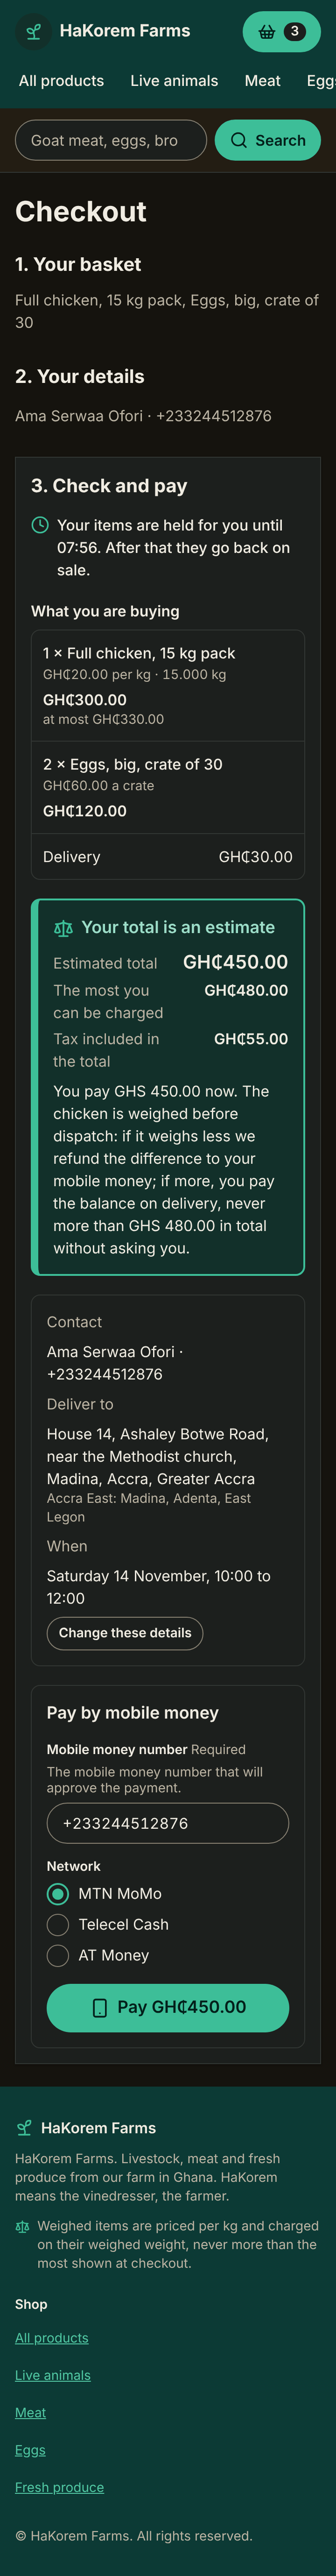 HaKorem Farms
3
All products Live animals Meat Eggs
Goat meat, eggs, bro
Search
Checkout
1. Your basket
Full chicken, 15 kg pack, Eggs, big, crate of
30
2. Your details
Ama Serwaa Ofori · +233244512876
3. Check and pay
Your items are held for you until
07:56. After that they go back on
sale.
What you are buying
1 × Full chicken, 15 kg pack
GH₵20.00 per kg · 15.000 kg
GH₵300.00
at most GH₵330.00
2 × Eggs, big, crate of 30
GH₵60.00 a crate
GH₵120.00
Delivery GH₵30.00
Your total is an estimate
Estimated total GH₵450.00
The most you GH₵480.00
can be charged
Tax included in GH₵55.00
the total
You pay GHS 450.00 now. The
chicken is weighed before
dispatch: if it weighs less we
refund the difference to your
mobile money; if more, you pay
the balance on delivery, never
more than GHS 480.00 in total
without asking you.
Contact
Ama Serwaa Ofori ·
+233244512876
Deliver to
House 14, Ashaley Botwe Road,
near the Methodist church,
Madina, Accra, Greater Accra
Accra East: Madina, Adenta, East
Legon
When
Saturday 14 November, 10:00 to
12:00
Change these details
Pay by mobile money
Mobile money number Required
The mobile money number that will
approve the payment.
+233244512876
Network
MTN MoMo
Telecel Cash
AT Money
Pay GH₵450.00
HaKorem Farms
HaKorem Farms. Livestock, meat and fresh
produce from our farm in Ghana. HaKorem
means the vinedresser, the farmer.
Weighed items are priced per kg and charged
on their weighed weight, never more than the
most shown at checkout.
Shop
All products
Live animals
Meat
Eggs
Fresh produce
© HaKorem Farms. All rights reserved.